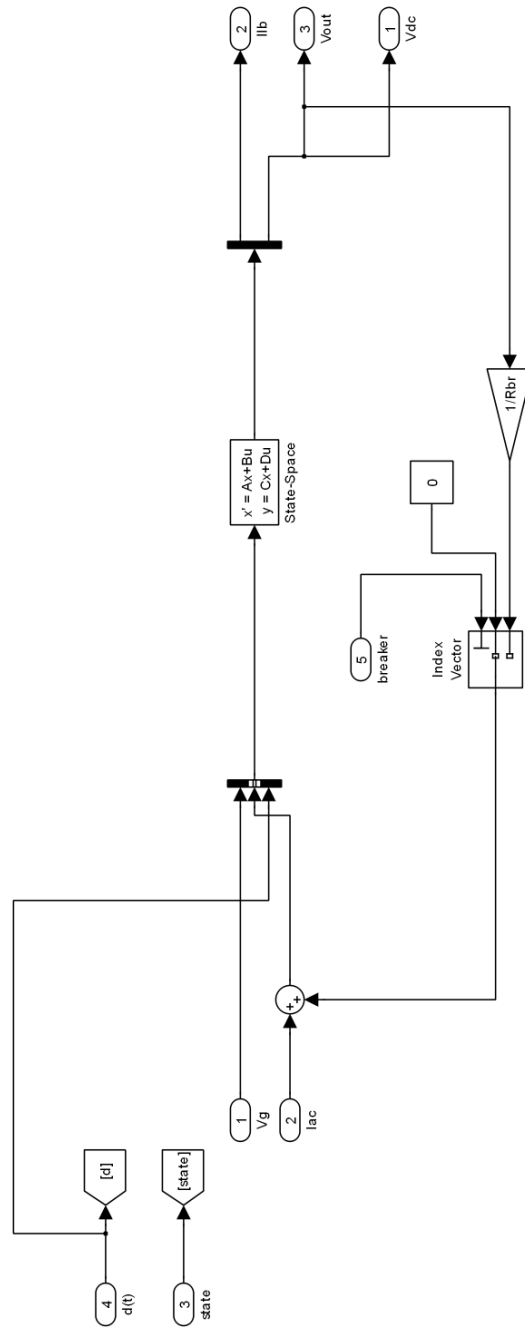 4
d(t)
[d]
3
state
[state]
1
Vg
2
Iac
x' = Ax+Bu
y = Cx+Du
State-Space
2
Ilb
3
Vout
1
Vdc
5
breaker
Index
Vector
0
1/Rbr
+
+